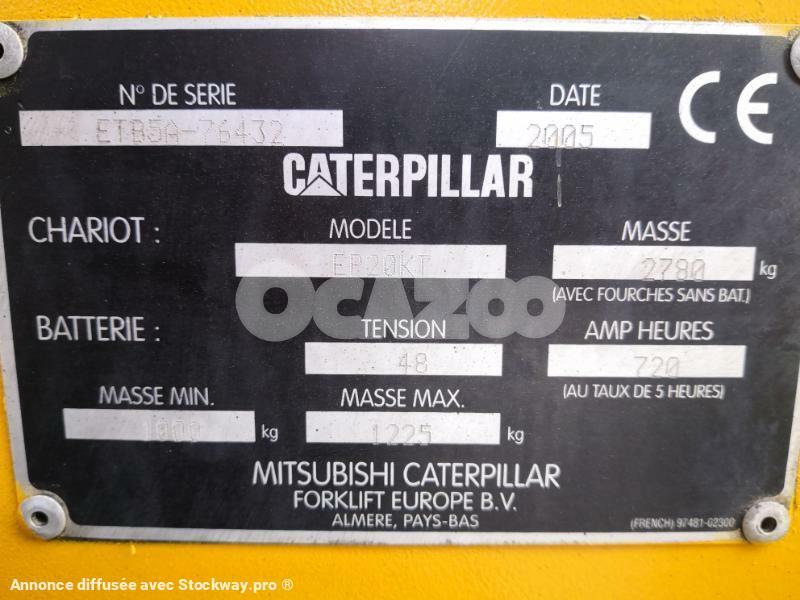 N° DE SERIE DATE
ETB5A-76432 2005 CE
CATERPILLAR
CHARIOT : MODELE MASSE
EP20KT 2780 kg
(AVEC FOURCHES SANS BAT.)
OCAZOO
BATTERIE : TENSION AMP HEURES
48 720
MASSE MIN. MASSE MAX. (AU TAUX DE 5 HEURES)
1000 kg 1225 kg
MITSUBISHI CATERPILLAR
FORKLIFT EUROPE B.V.
ALMERE, PAYS-BAS (FRENCH) 97481-G2300
Annonce diffusée avec Stockway.pro ®